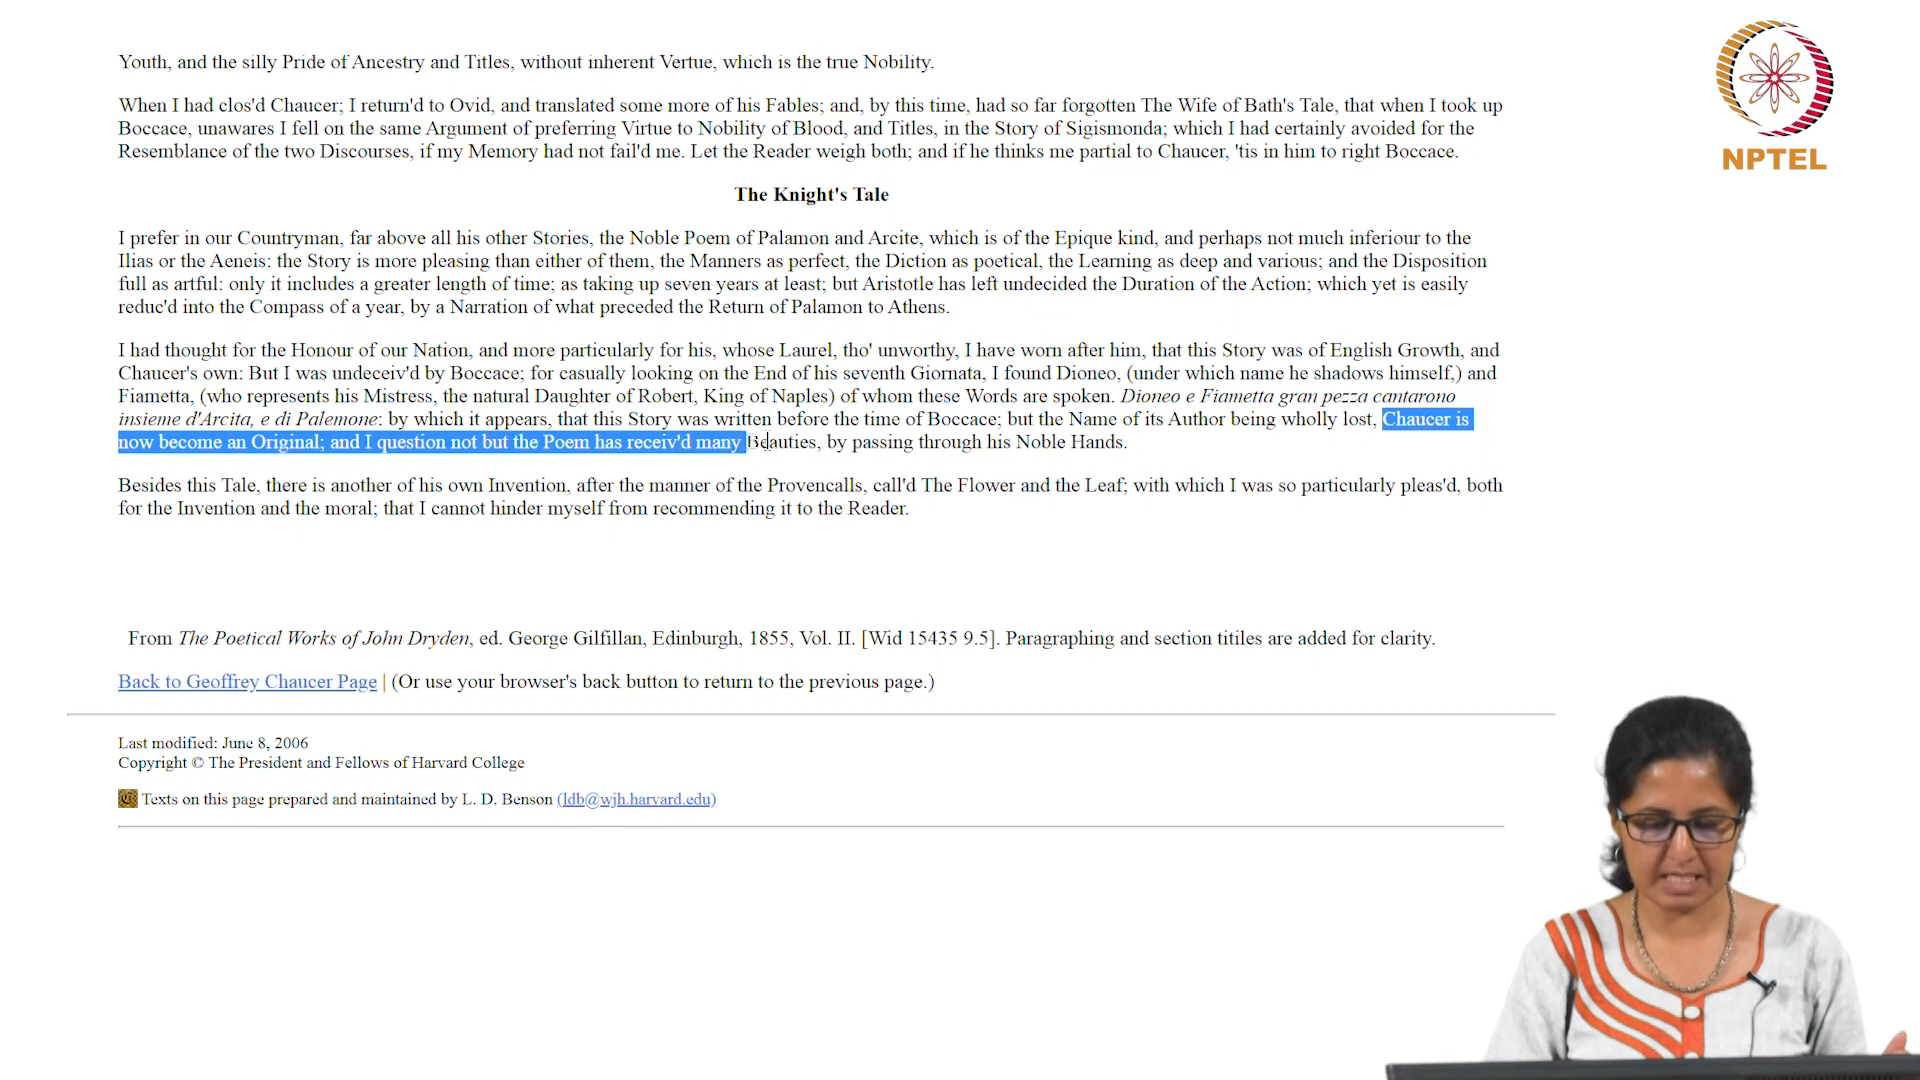 Youth, and the silly Pride of Ancestry and Titles, without inherent Vertue, which is the true Nobility.
When I had clos'd Chaucer; I return'd to Ovid, and translated some more of his Fables; and, by this time, had so far forgotten The Wife of Bath's Tale, that when I took up
Boccace, unawares I fell on the same Argument of preferring Virtue to Nobility of Blood, and Titles, in the Story of Sigismonda; which I had certainly avoided for the
Resemblance of the two Discourses, if my Memory had not fail'd me. Let the Reader weigh both; and if he thinks me partial to Chaucer, 'tis in him to right Boccace.
NPTEL
The Knight's Tale
I prefer in our Countryman, far above all his other Stories, the Noble Poem of Palamon and Arcite, which is of the Epique kind, and perhaps not much inferiour to the
Ilias or the Aeneis: the Story is more pleasing than either of them, the Manners as perfect, the Diction as poetical, the Learning as deep and various; and the Disposition
full as artful: only it includes a greater length of time; as taking up seven years at least; but Aristotle has left undecided the Duration of the Action; which yet is easily
reduc'd into the Compass of a year, by a Narration of what preceded the Return of Palamon to Athens.
I had thought for the Honour of our Nation, and more particularly for his, whose Laurel, tho' unworthy, I have worn after him, that this Story was of English Growth, and
Chaucer's own: But I was undeceiv'd by Boccace; for casually looking on the End of his seventh Giornata, I found Dioneo, (under which name he shadows himself,) and
Fiametta, (who represents his Mistress, the natural Daughter of Robert, King of Naples) of whom these Words are spoken. Dioneo e Fiametta gran pezza cantarono
insieme d'Arcita, e di Palemone: by which it appears, that this Story was written before the time of Boccace; but the Name of its Author being wholly lost, Chaucer is
now become an Original; and I question not but the Poem has receiv'd many Beauties, by passing through his Noble Hands.
Besides this Tale, there is another of his own Invention, after the manner of the Provencalls, call'd The Flower and the Leaf; with which I was so particularly pleas'd, both
for the Invention and the moral; that I cannot hinder myself from recommending it to the Reader.
From The Poetical Works of John Dryden, ed. George Gilfillan, Edinburgh, 1855, Vol. II. [Wid 15435 9.5]. Paragraphing and section titiles are added for clarity.
Back to Geoffrey Chaucer Page | (Or use your browser's back button to return to the previous page.)
Last modified: June 8, 2006
Copyright © The President and Fellows of Harvard College
Texts on this page prepared and maintained by L. D. Benson (ldb@wjh.harvard.edu)